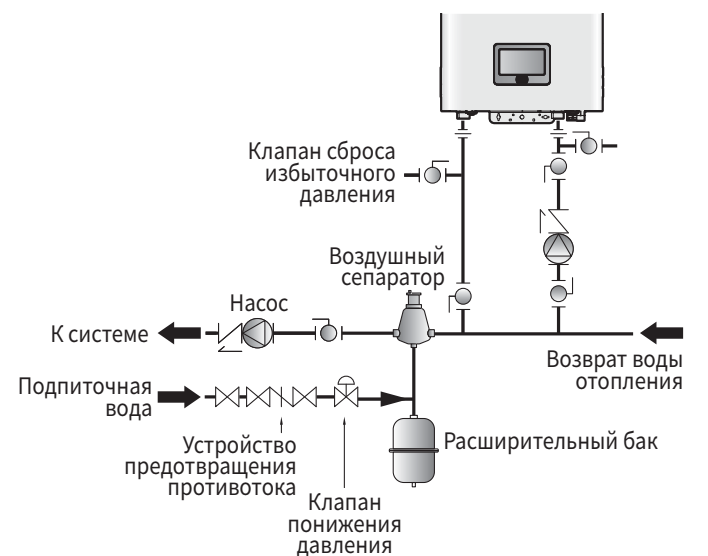 Клапан сброса
избыточного
давления
Воздушный
сепаратор
Насос
К системе
Возврат воды
отопления
Подпиточная
вода
Расширительный бак
Устройство
предотвращения
противотока
Клапан
понижения
давления